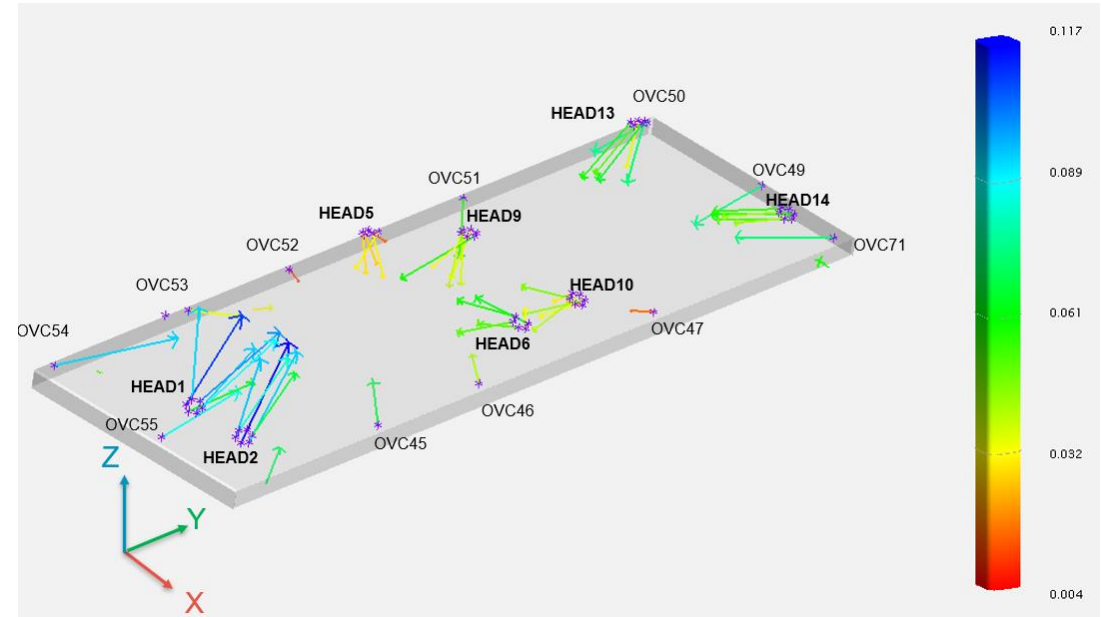 0.117
OVC50
HEAD13
OVC49
0.089
OVC51
HEAD14
HEAD5
HEAD9
OVC52
OVC71
OVC53
HEAD10
0.061
OVC54
OVC47
HEAD6
HEAD1
OVC46
OVC55
OVC45
HEAD2
0.032
Z
Y
X
0.004